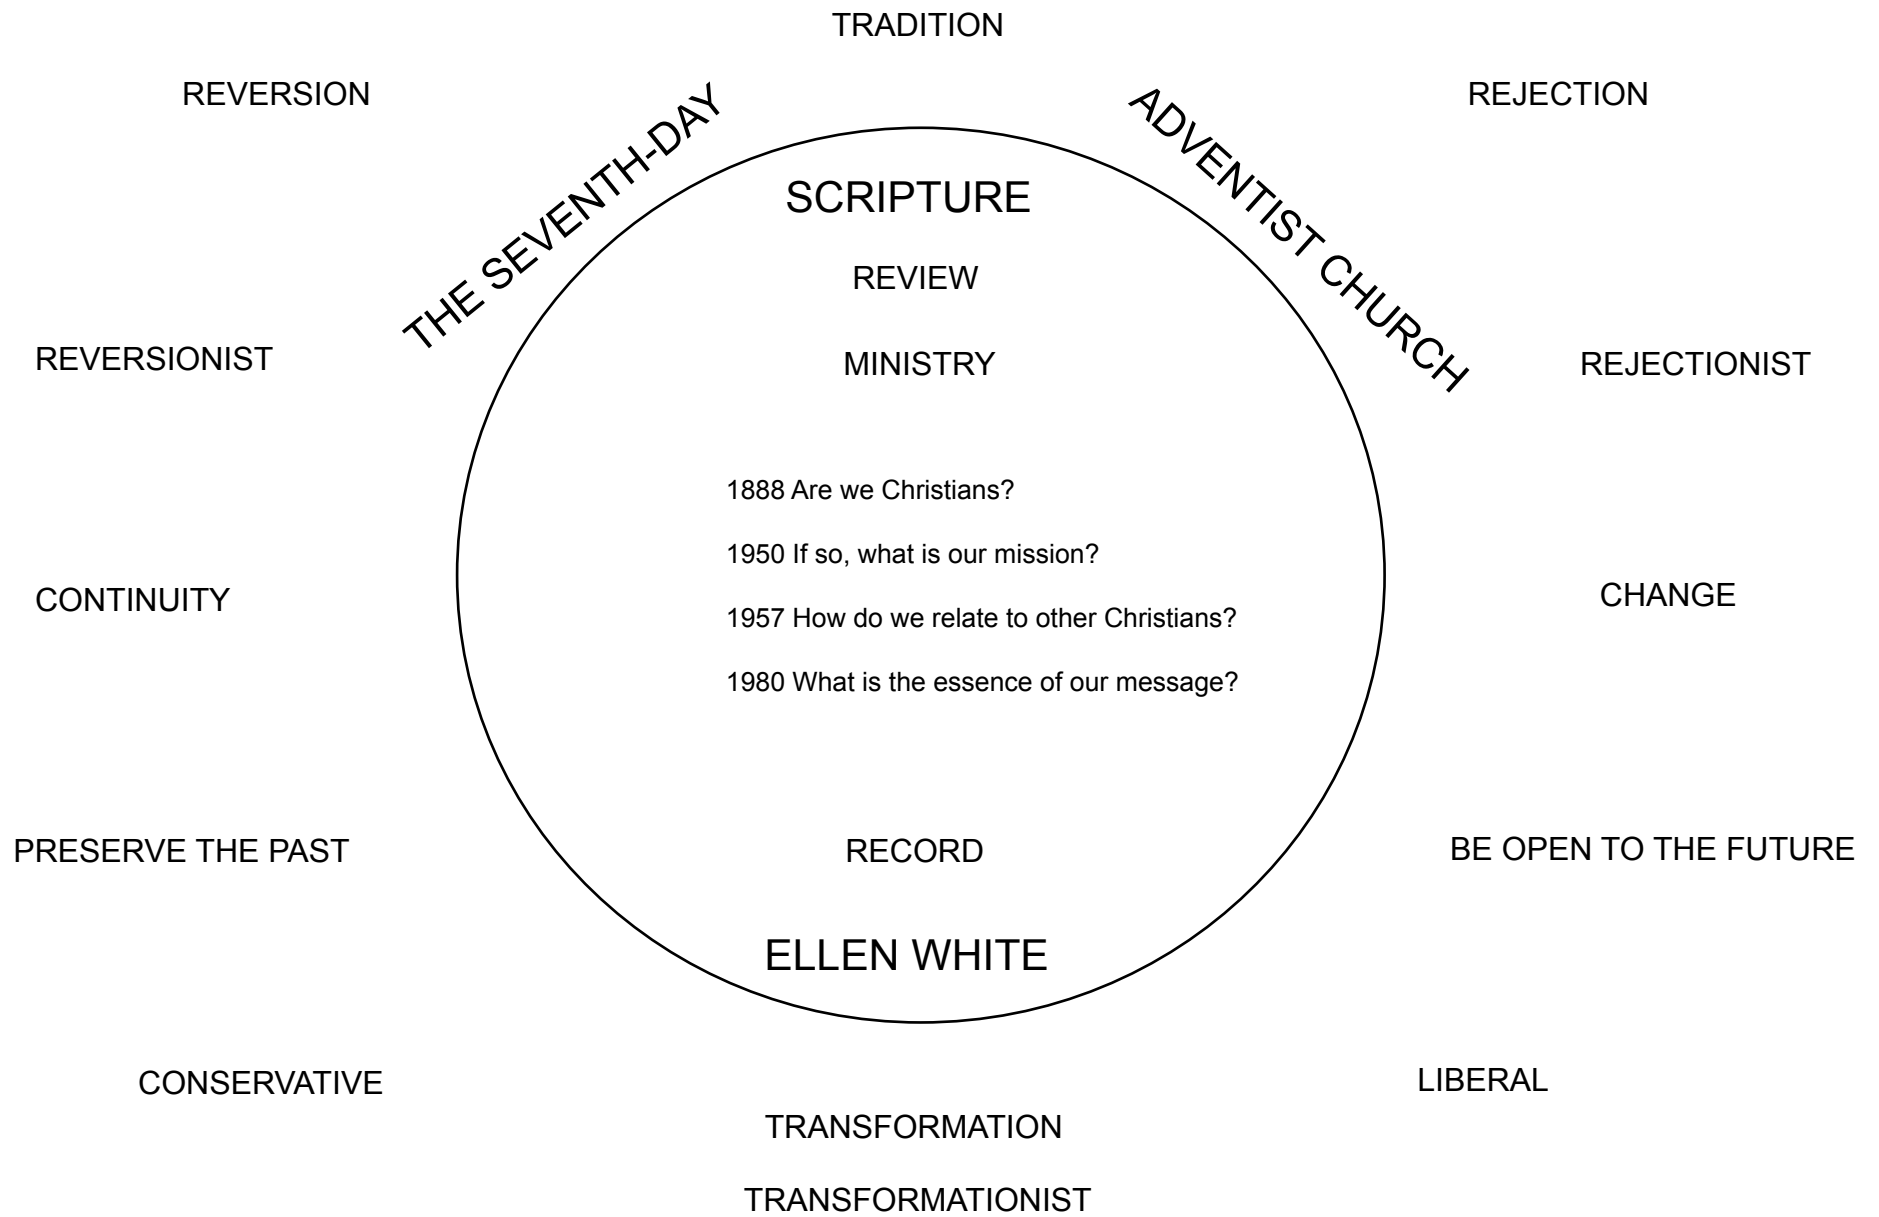 TRADITION
REVERSION
REJECTION
THE SEVENTH-DAY
ADVENTIST CHURCH
SCRIPTURE
REVIEW
REVERSIONIST
MINISTRY
REJECTIONIST
1888 Are we Christians?
1950 If so, what is our mission?
CONTINUITY
CHANGE
1957 How do we relate to other Christians?
1980 What is the essence of our message?
PRESERVE THE PAST
RECORD
BE OPEN TO THE FUTURE
ELLEN WHITE
CONSERVATIVE
LIBERAL
TRANSFORMATION
TRANSFORMATIONIST